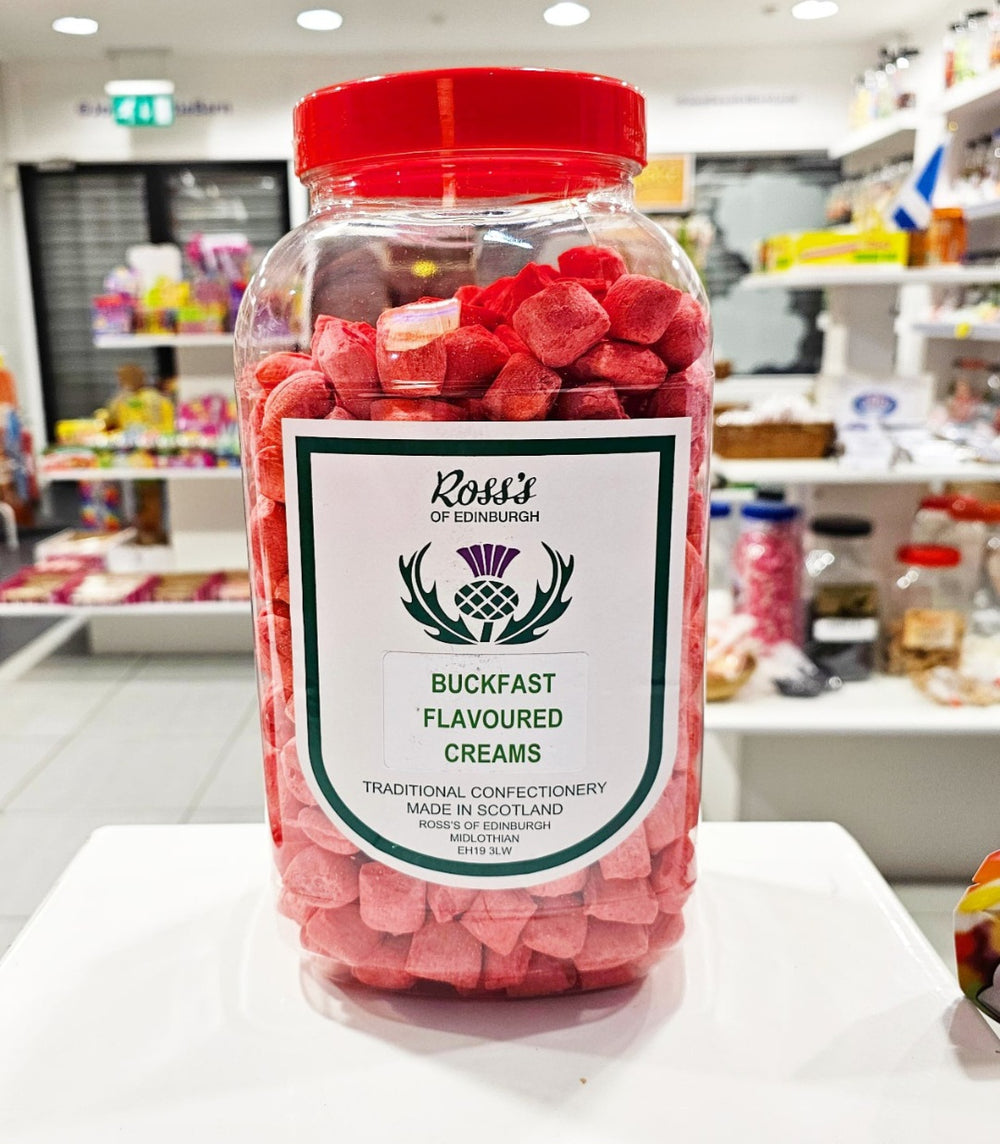 Ross's
OF EDINBURGH
BUCKFAST
FLAVOURED
CREAMS
TRADITIONAL CONFECTIONERY
MADE IN SCOTLAND
ROSS'S OF EDINBURGH
MIDLOTHIAN
EH19 3LW